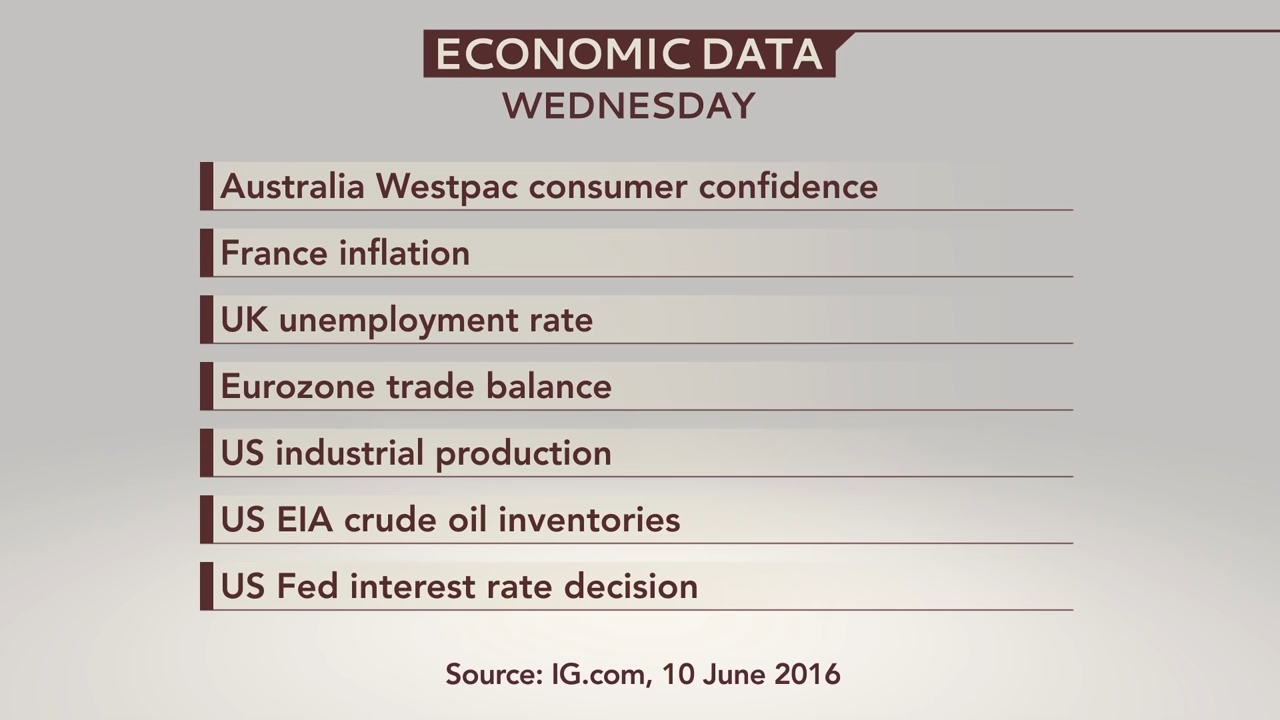 ECONOMIC DATA
WEDNESDAY
Australia Westpac consumer confidence
France inflation
UK unemployment rate
Eurozone trade balance
US industrial production
US EIA crude oil inventories
US Fed interest rate decision
Source: IG.com, 10 June 2016